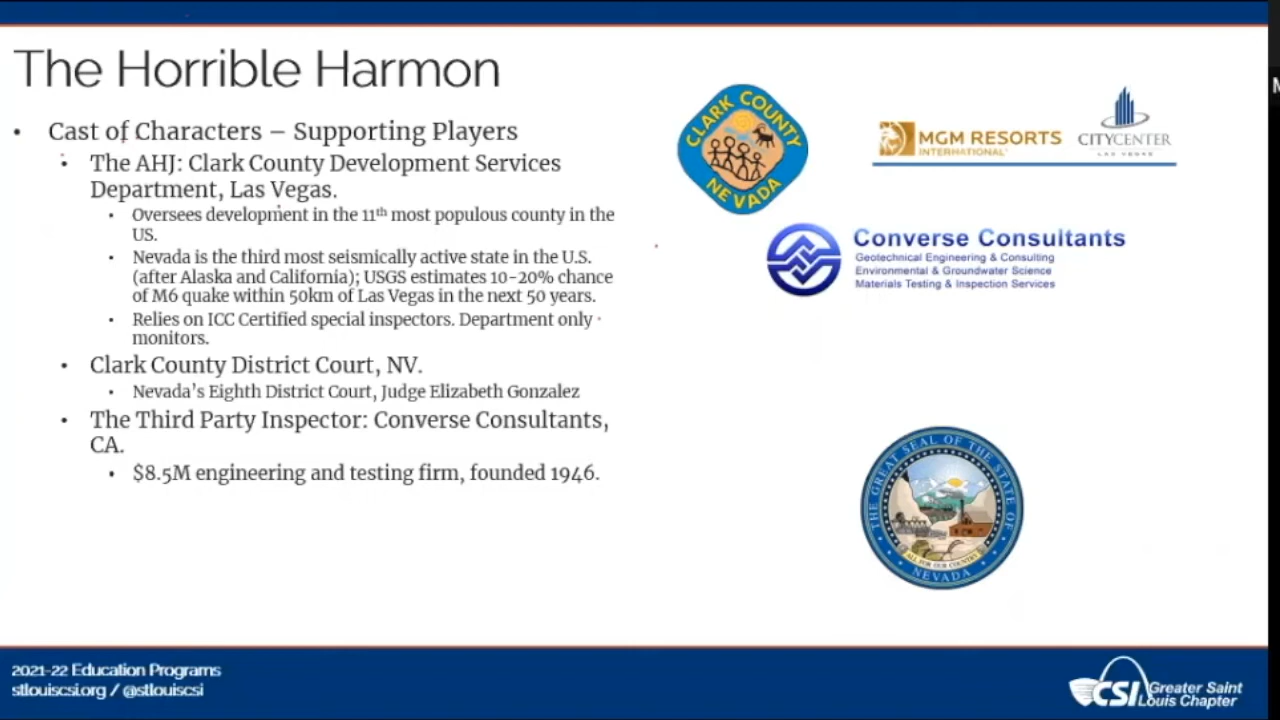 The Horrible Harmon
• Cast of Characters – Supporting Players
• The AHJ: Clark County Development Services
Department, Las Vegas.
• Oversees development in the 11th most populous county in the
US.
• Nevada is the third most seismically active state in the U.S.
(after Alaska and California); USGS estimates 10-20% chance
of M6 quake within 50km of Las Vegas in the next 50 years.
• Relies on ICC Certified special inspectors. Department only
monitors.
• Clark County District Court, NV.
• Nevada's Eighth District Court, Judge Elizabeth Gonzalez
• The Third Party Inspector: Converse Consultants,
CA.
• $8.5M engineering and testing firm, founded 1946.
CLARK COUNTY
NEVADA
MGM RESORTS
INTERNATIONAL
CITYCENTER
LAS VEGAS
Converse Consultants
Geotechnical Engineering & Consulting
Environmental & Groundwater Science
Materials Testing & Inspection Services
THE GREAT SEAL OF THE STATE OF
ALL FOR OUR COUNTRY
NEVADA
2021-22 Education Programs
stlouiscsi.org / @stlouiscsi
CSI Greater Saint
Louis Chapter